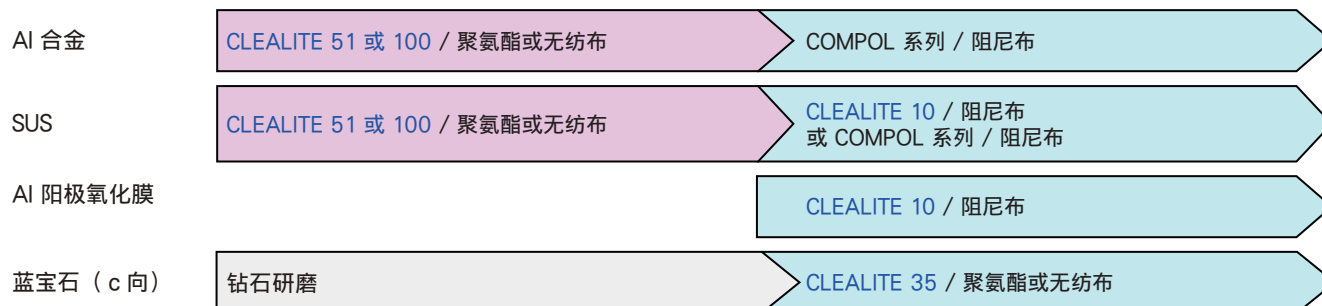 Al 合金
CLEALITE 51 或 100 / 聚氨酯或无纺布
COMPOL 系列 / 阻尼布
SUS
CLEALITE 51 或 100 / 聚氨酯或无纺布
CLEALITE 10 / 阻尼布
或 COMPOL 系列 / 阻尼布
Al 阳极氧化膜
CLEALITE 10 / 阻尼布
蓝宝石（ c 向）
钻石研磨
CLEALITE 35 / 聚氨酯或无纺布